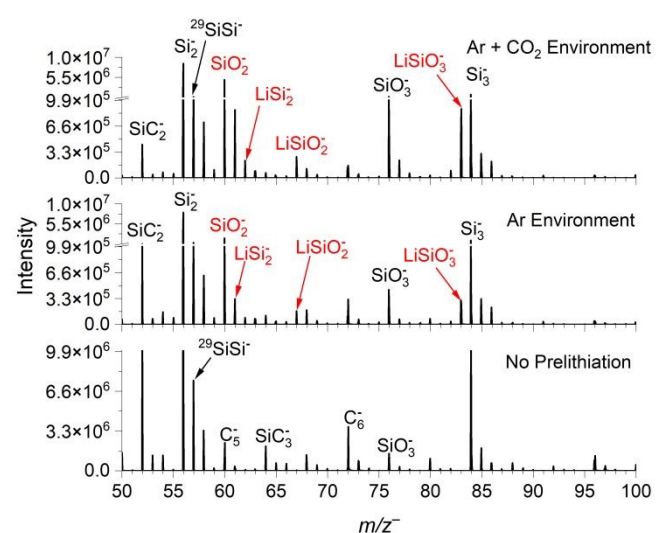 Ar + CO₂ Environment
²⁹SiSi⁻
Si₂⁻
SiO₂⁻
LiSiO₃⁻
Si₃⁻
SiO₃⁻
LiSi₂⁻
SiC₂⁻
LiSiO₂⁻
1.0×10⁷
5.5×10⁶
9.9×10⁵
6.6×10⁵
3.3×10⁵
0.0
Ar Environment
Si₂⁻
SiC₂⁻
SiO₂⁻
LiSi₂⁻
LiSiO₂⁻
LiSiO₃⁻
Si₃⁻
SiO₃⁻
1.0×10⁷
5.5×10⁶
9.9×10⁵
6.6×10⁵
3.3×10⁵
0.0
Intensity
No Prelithiation
²⁹SiSi⁻
C₅⁻
SiC₃⁻
C₆⁻
SiO₃⁻
9.9×10⁶
6.6×10⁶
3.3×10⁶
0.0
50 55 60 65 70 75 80 85 90 95 100
m/z⁻